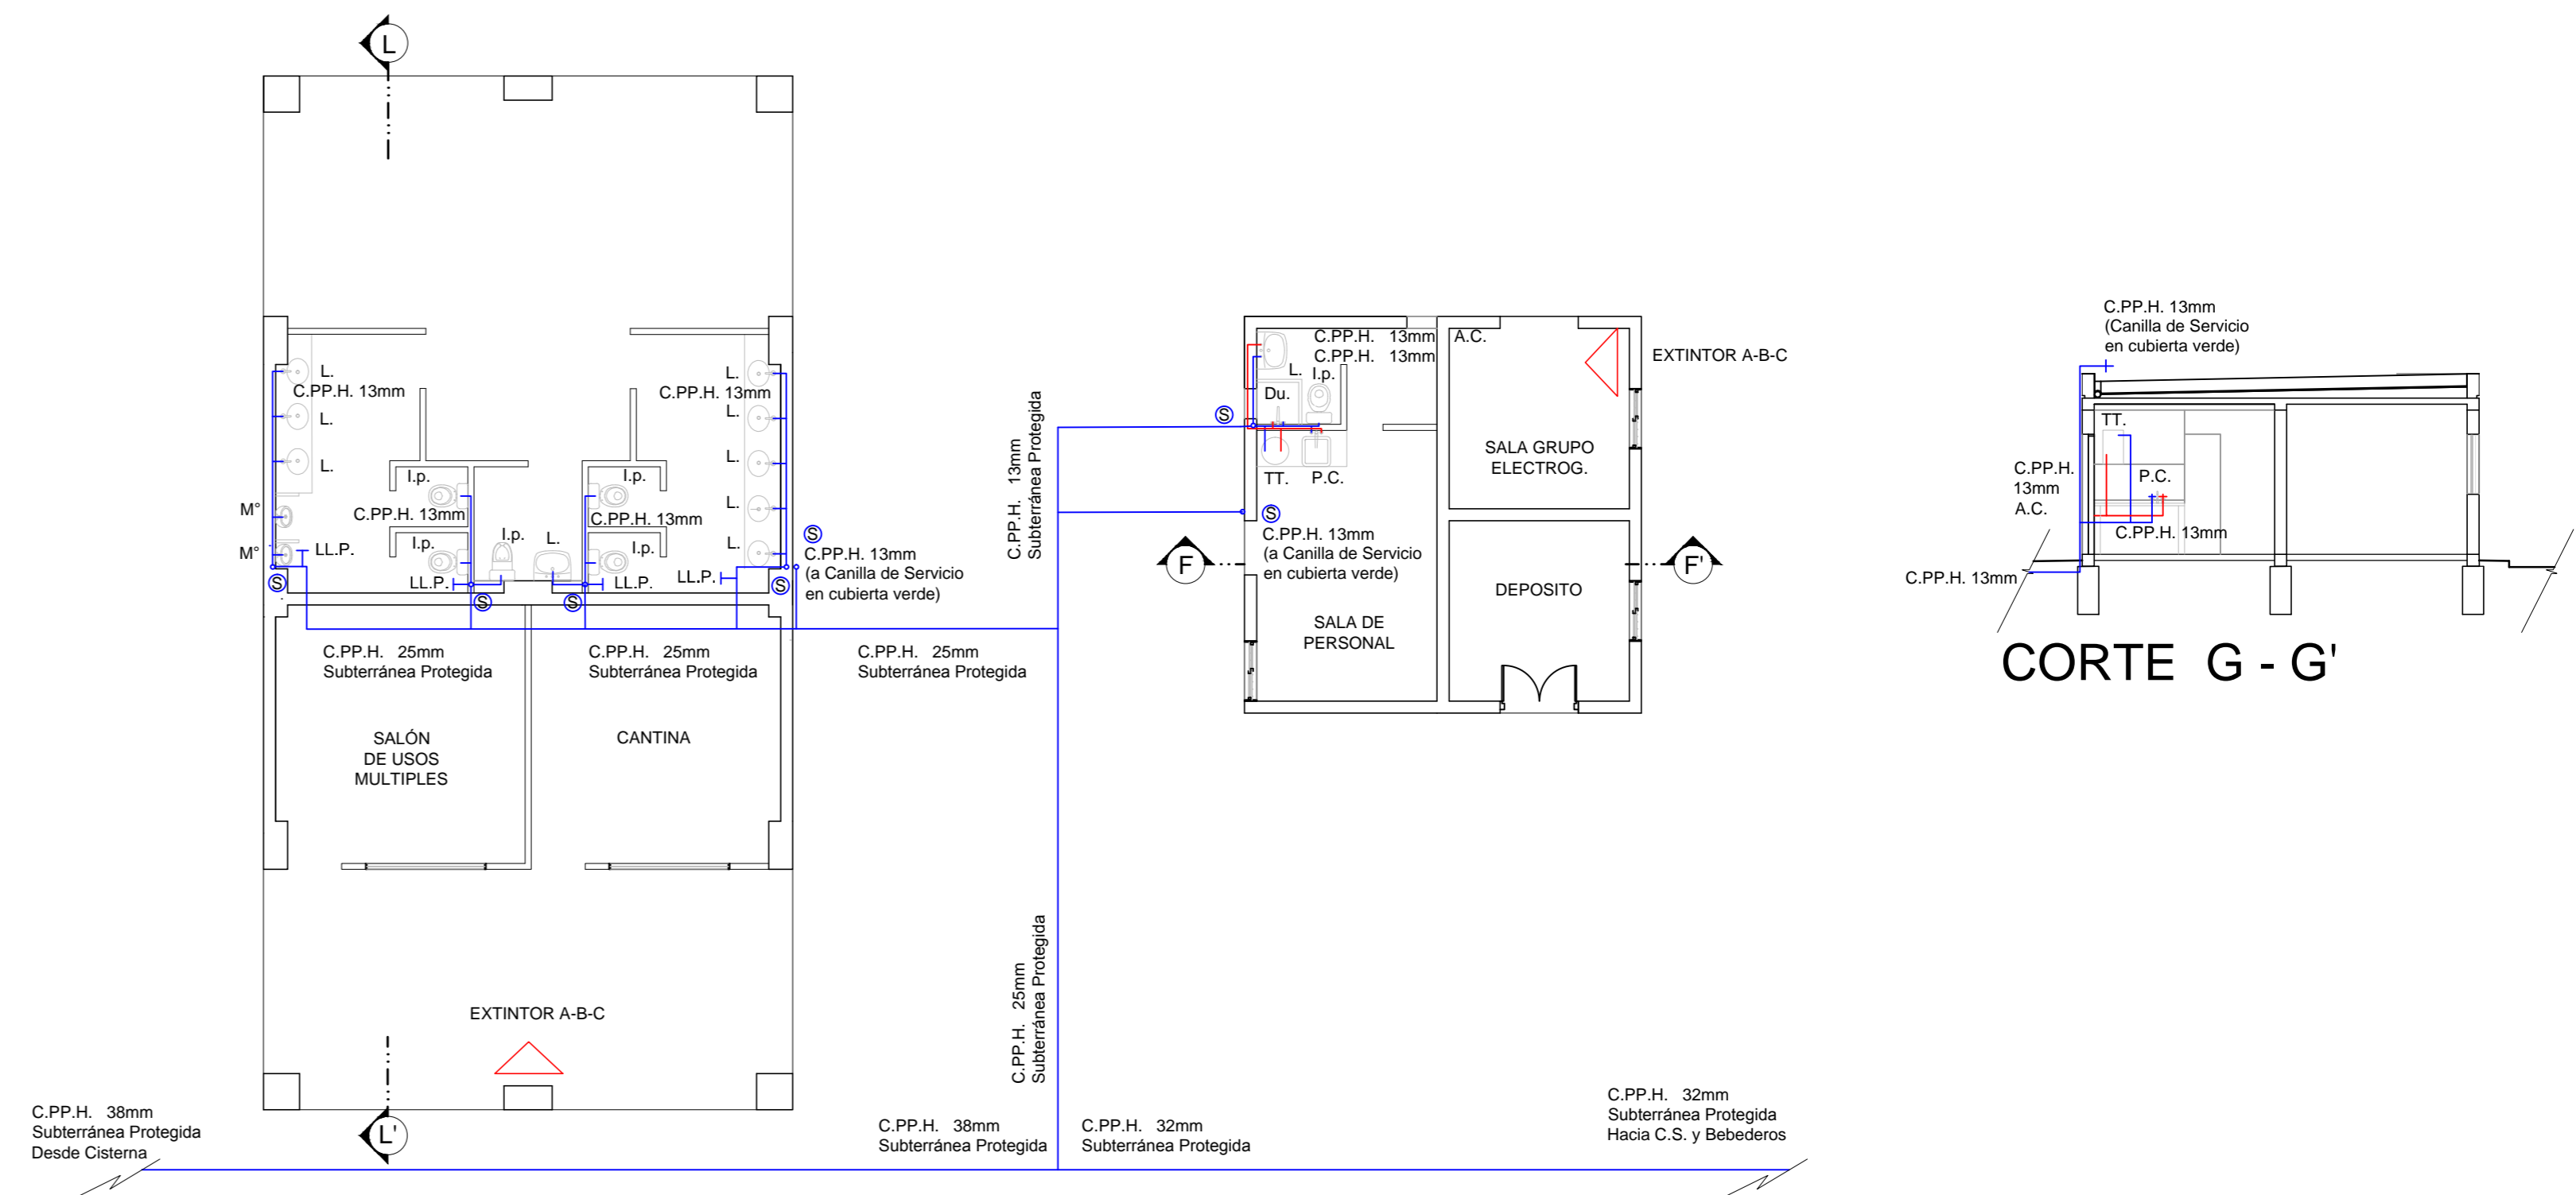 L
L.
C.PP.H. 13mm
L.
L.
M°
M°
LL.P.
S
I.p.
C.PP.H. 13mm
I.p.
LL.P.
S
I.p.
L.
S
I.p.
C.PP.H. 13mm
I.p.
LL.P.
L.
C.PP.H. 13mm
L.
L.
L.
L.
LL.P.
S
S
C.PP.H. 13mm
(a Canilla de Servicio
en cubierta verde)
C.PP.H. 25mm
Subterránea Protegida
C.PP.H. 25mm
Subterránea Protegida
C.PP.H. 25mm
Subterránea Protegida
SALÓN
DE USOS
MULTIPLES
CANTINA
EXTINTOR A-B-C
L'
C.PP.H. 38mm
Subterránea Protegida
Desde Cisterna
C.PP.H. 38mm
Subterránea Protegida
C.PP.H. 32mm
Subterránea Protegida
C.PP.H. 32mm
Subterránea Protegida
Hacia C.S. y Bebederos
C.PP.H. 13mm
Subterránea Protegida
C.PP.H. 25mm
Subterránea Protegida
C.PP.H. 13mm A.C.
C.PP.H. 13mm
L. I.p.
Du.
S
TT. P.C.
S
C.PP.H. 13mm
(a Canilla de Servicio
en cubierta verde)
SALA DE
PERSONAL
SALA GRUPO
ELECTROG.
DEPOSITO
EXTINTOR A-B-C
F
F'
C.PP.H. 13mm
(Canilla de Servicio
en cubierta verde)
TT.
P.C.
C.PP.H.
13mm
A.C.
C.PP.H. 13mm
C.PP.H. 13mm
CORTE G - G'